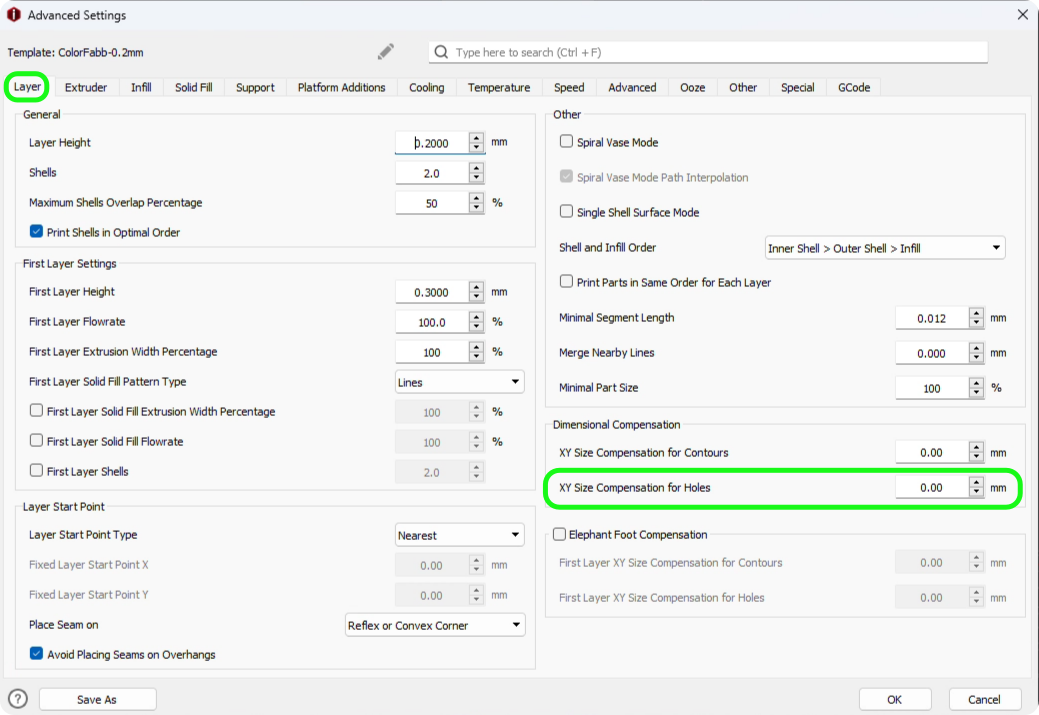 Advanced Settings
Template: ColorFabb-0.2mm
Type here to search (Ctrl + F)
Layer Extruder Infill Solid Fill Support Platform Additions Cooling Temperature Speed Advanced Ooze Other Special GCode
General
Layer Height 0.2000 mm
Shells 2.0
Maximum Shells Overlap Percentage 50 %
Print Shells in Optimal Order
First Layer Settings
First Layer Height 0.3000 mm
First Layer Flowrate 100.0 %
First Layer Extrusion Width Percentage 100 %
First Layer Solid Fill Pattern Type Lines
First Layer Solid Fill Extrusion Width Percentage 100 %
First Layer Solid Fill Flowrate 100 %
First Layer Shells 2.0
Layer Start Point
Layer Start Point Type Nearest
Fixed Layer Start Point X 0.00 mm
Fixed Layer Start Point Y 0.00 mm
Place Seam on Reflex or Convex Corner
Avoid Placing Seams on Overhangs
Other
Spiral Vase Mode
Spiral Vase Mode Path Interpolation
Single Shell Surface Mode
Shell and Infill Order Inner Shell > Outer Shell > Infill
Print Parts in Same Order for Each Layer
Minimal Segment Length 0.012 mm
Merge Nearby Lines 0.000 mm
Minimal Part Size 100 %
Dimensional Compensation
XY Size Compensation for Contours 0.00 mm
XY Size Compensation for Holes 0.00 mm
Elephant Foot Compensation
First Layer XY Size Compensation for Contours 0.00 mm
First Layer XY Size Compensation for Holes 0.00 mm
? Save As OK Cancel